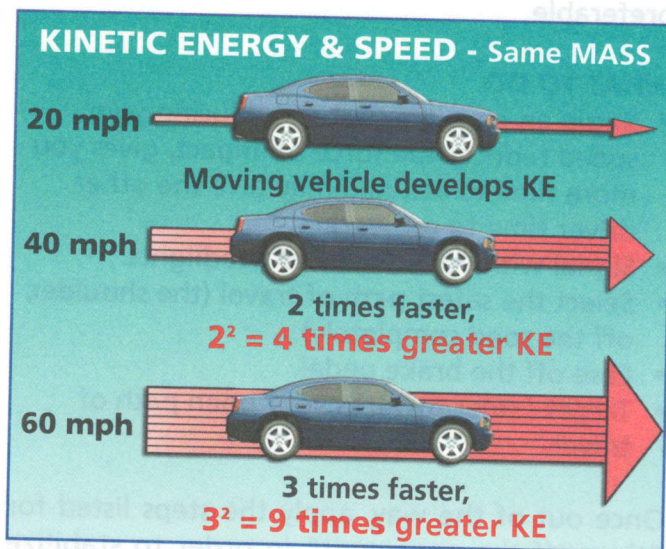 preferable.
KINETIC ENERGY & SPEED - Same MASS
20 mph
Moving vehicle develops KE
40 mph
2 times faster,
2² = 4 times greater KE
60 mph
3 times faster,
3² = 9 times greater KE